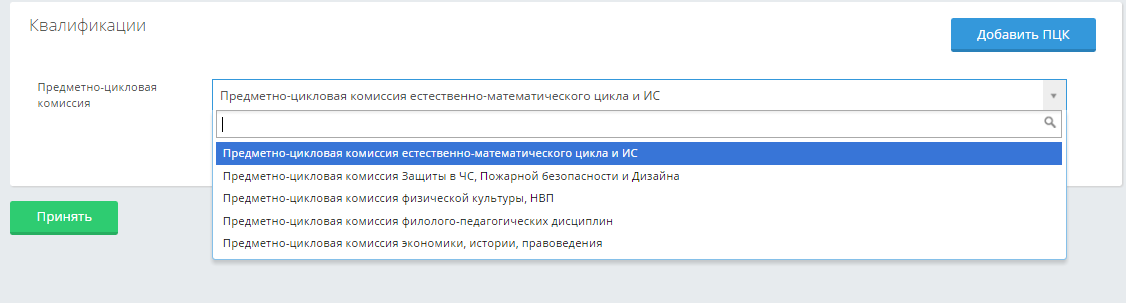 Квалификации
Добавить ПЦК
Предметно-цикловая
комиссия
Предметно-цикловая комиссия естественно-математического цикла и ИС
Предметно-цикловая комиссия естественно-математического цикла и ИС
Предметно-цикловая комиссия Защиты в ЧС, Пожарной безопасности и Дизайна
Предметно-цикловая комиссия физической культуры, НВП
Предметно-цикловая комиссия филолого-педагогических дисциплин
Предметно-цикловая комиссия экономики, истории, правоведения
Принять